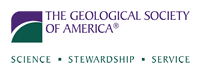 THE GEOLOGICAL SOCIETY
OF AMERICA®
SCIENCE ▪ STEWARDSHIP ▪ SERVICE